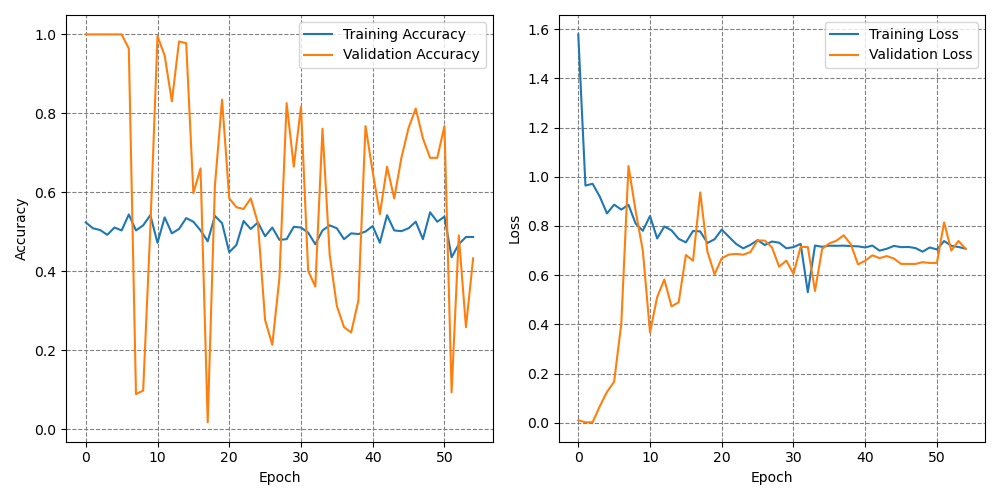 Training Accuracy
Validation Accuracy
1.0
0.8
0.6
0.4
0.2
0.0
Accuracy
0 10 20 30 40 50
Epoch
Training Loss
Validation Loss
1.6
1.4
1.2
1.0
0.8
0.6
0.4
0.2
0.0
Loss
0 10 20 30 40 50
Epoch